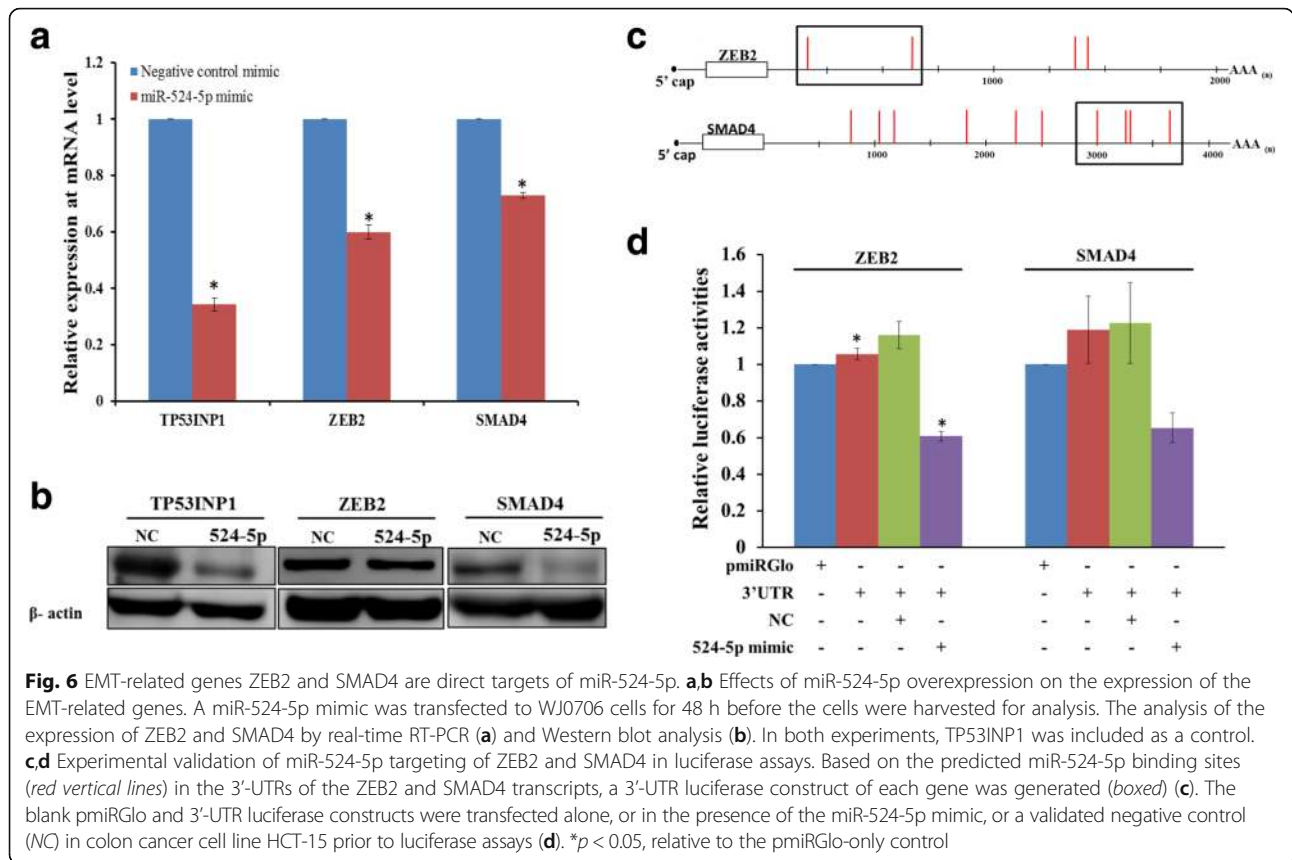 a
Relative expression at mRNA level
1.2
1
0.8
0.6
0.4
0.2
0
Negative control mimic
miR-524-5p mimic
*
*
*
TP53INP1 ZEB2 SMAD4
b
TP53INP1 ZEB2 SMAD4
NC 524-5p NC 524-5p NC 524-5p
β- actin
c
ZEB2
5' cap 1000 2000 AAA (n)
SMAD4
5' cap 1000 2000 3000 4000 AAA (n)
d
Relative luciferase activities
1.6
1.4
1.2
1
0.8
0.6
0.4
0.2
0
ZEB2 SMAD4
*
*
pmiRGlo + - - - + - - -
3'UTR - + + + - + + +
NC - - + - - - + -
524-5p mimic - - - + - - - +
Fig. 6 EMT-related genes ZEB2 and SMAD4 are direct targets of miR-524-5p. a,b Effects of miR-524-5p overexpression on the expression of the
EMT-related genes. A miR-524-5p mimic was transfected to WJ0706 cells for 48 h before the cells were harvested for analysis. The analysis of the
expression of ZEB2 and SMAD4 by real-time RT-PCR (a) and Western blot analysis (b). In both experiments, TP53INP1 was included as a control.
c,d Experimental validation of miR-524-5p targeting of ZEB2 and SMAD4 in luciferase assays. Based on the predicted miR-524-5p binding sites
(red vertical lines) in the 3'-UTRs of the ZEB2 and SMAD4 transcripts, a 3'-UTR luciferase construct of each gene was generated (boxed) (c). The
blank pmiRGlo and 3'-UTR luciferase constructs were transfected alone, or in the presence of the miR-524-5p mimic, or a validated negative control
(NC) in colon cancer cell line HCT-15 prior to luciferase assays (d). *p < 0.05, relative to the pmiRGlo-only control